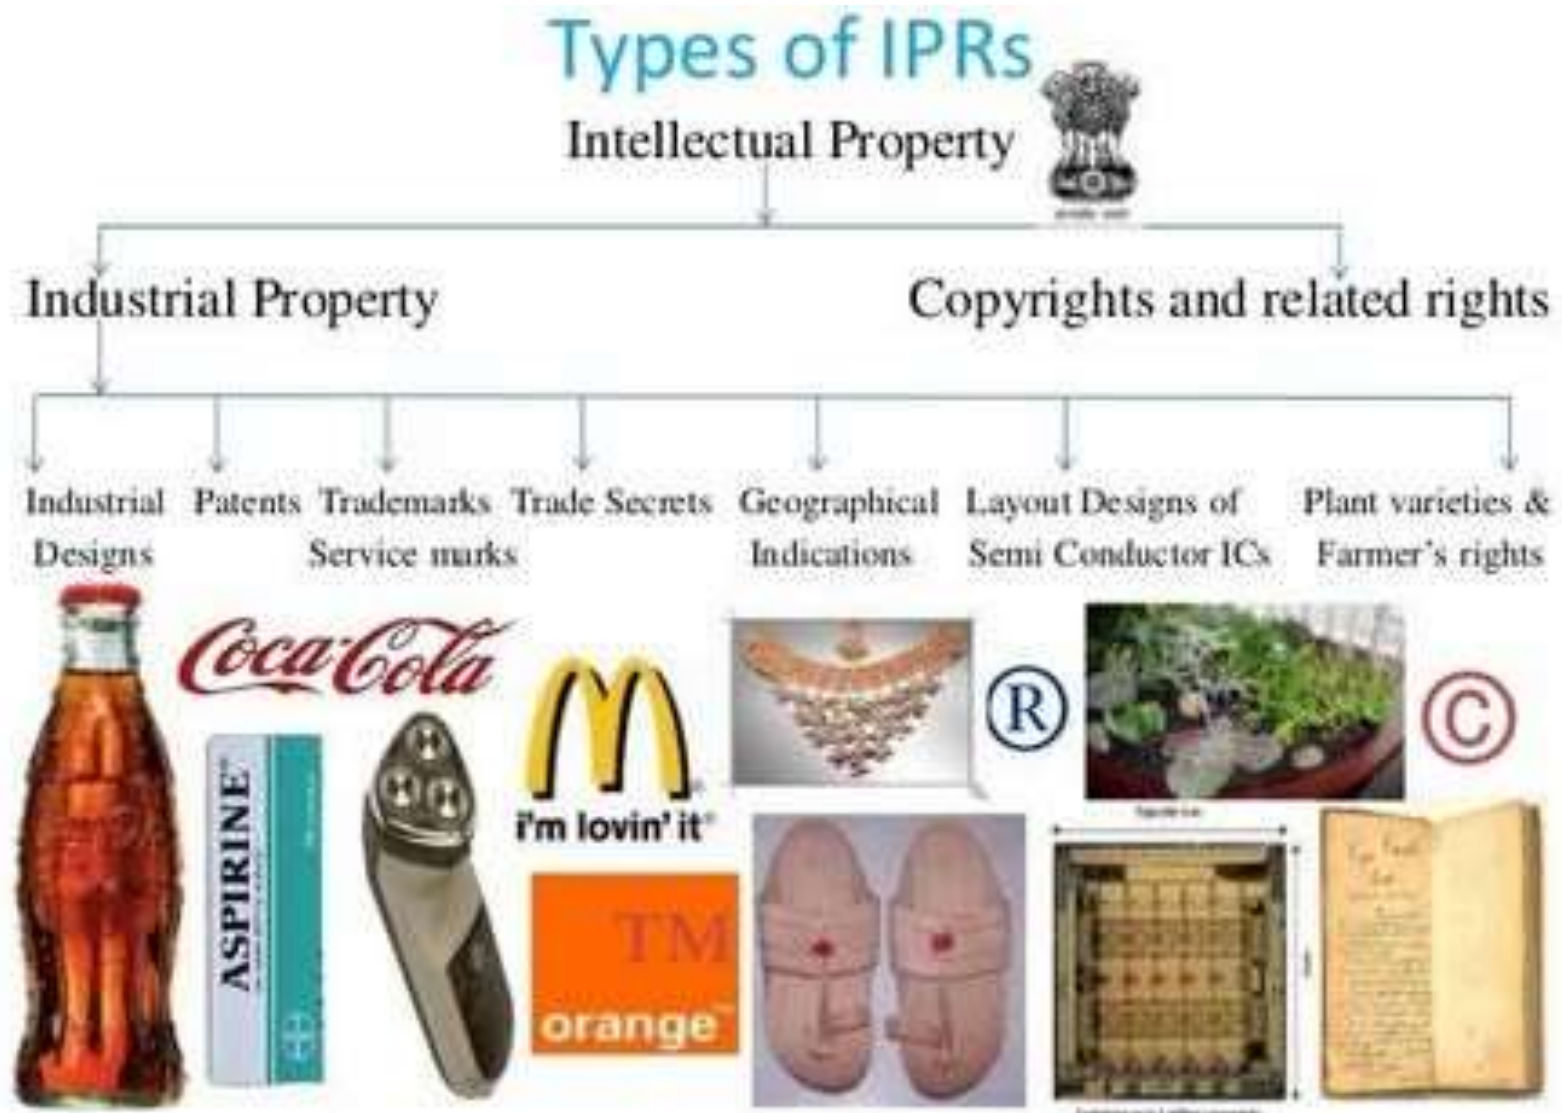 Types of IPRs
Intellectual Property
Industrial Property
Copyrights and related rights
Industrial Designs
Patents
Trademarks Service marks
Trade Secrets
Geographical Indications
Layout Designs of Semi Conductor ICs
Plant varieties & Farmer's rights
Coca-Cola
ASPIRINE
M
i'm lovin' it®
TM
orange™
®
©